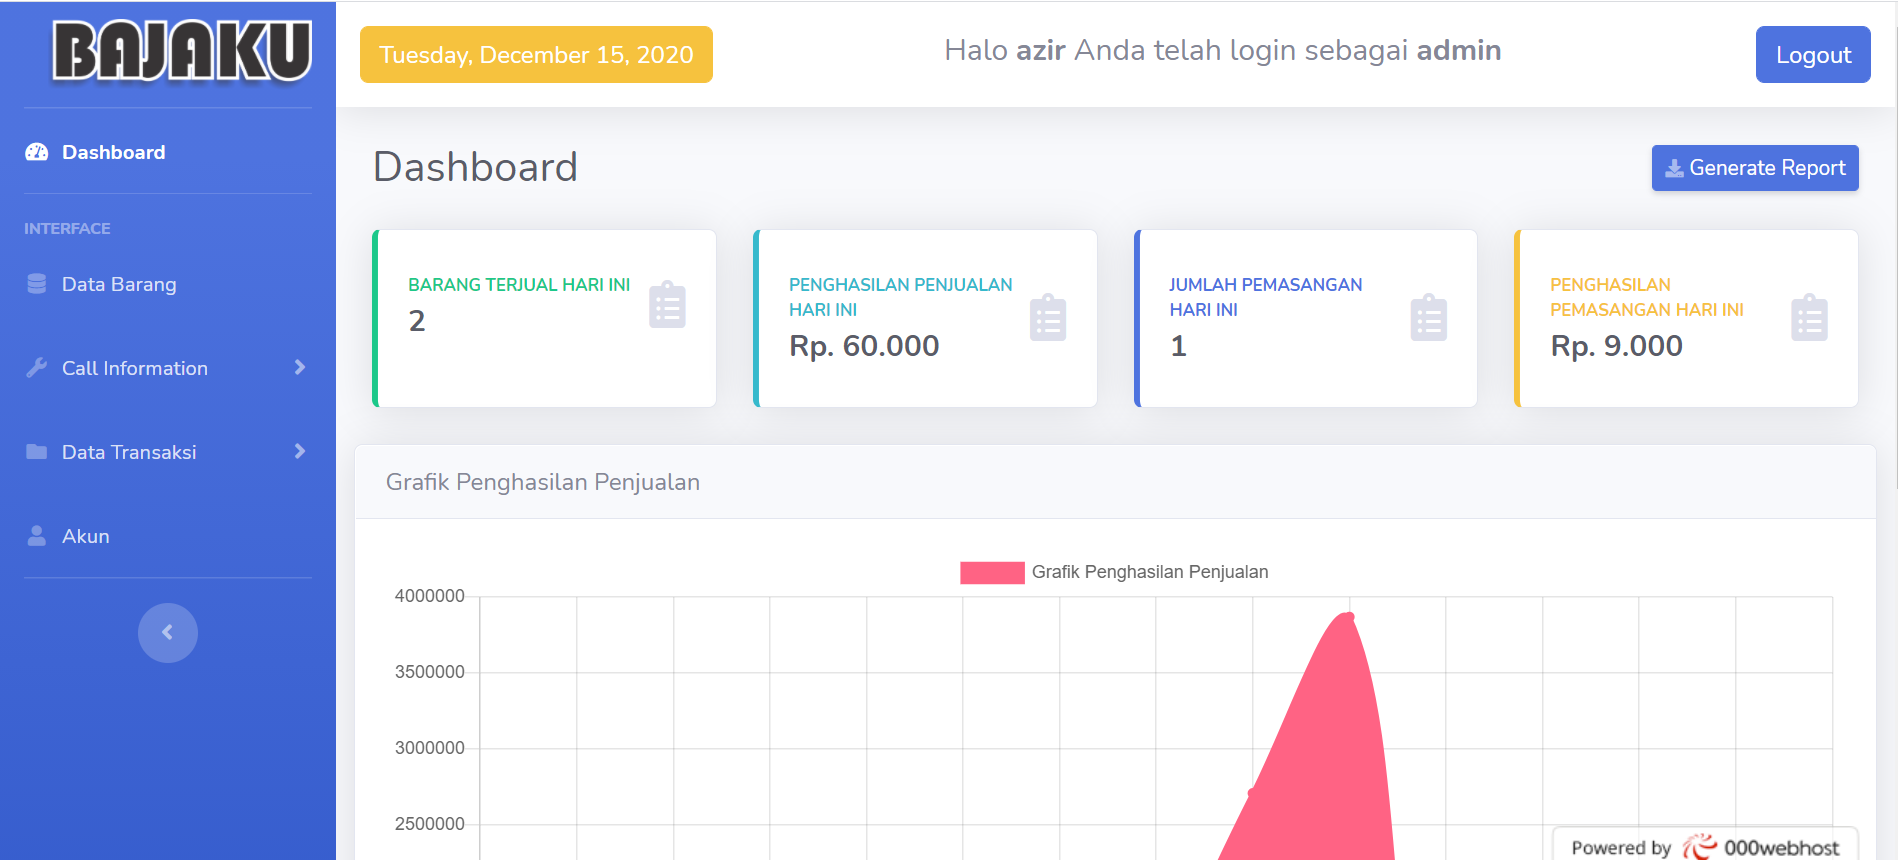 BAJAKU
Tuesday, December 15, 2020
Halo azir Anda telah login sebagai admin
Logout
Dashboard
INTERFACE
Data Barang
Call Information
Data Transaksi
Akun
Dashboard
Generate Report
BARANG TERJUAL HARI INI
2
PENGHASILAN PENJUALAN
HARI INI
Rp. 60.000
JUMLAH PEMASANGAN
HARI INI
1
PENGHASILAN
PEMASANGAN HARI INI
Rp. 9.000
Grafik Penghasilan Penjualan
Grafik Penghasilan Penjualan
4000000
3500000
3000000
2500000
Powered by 000webhost